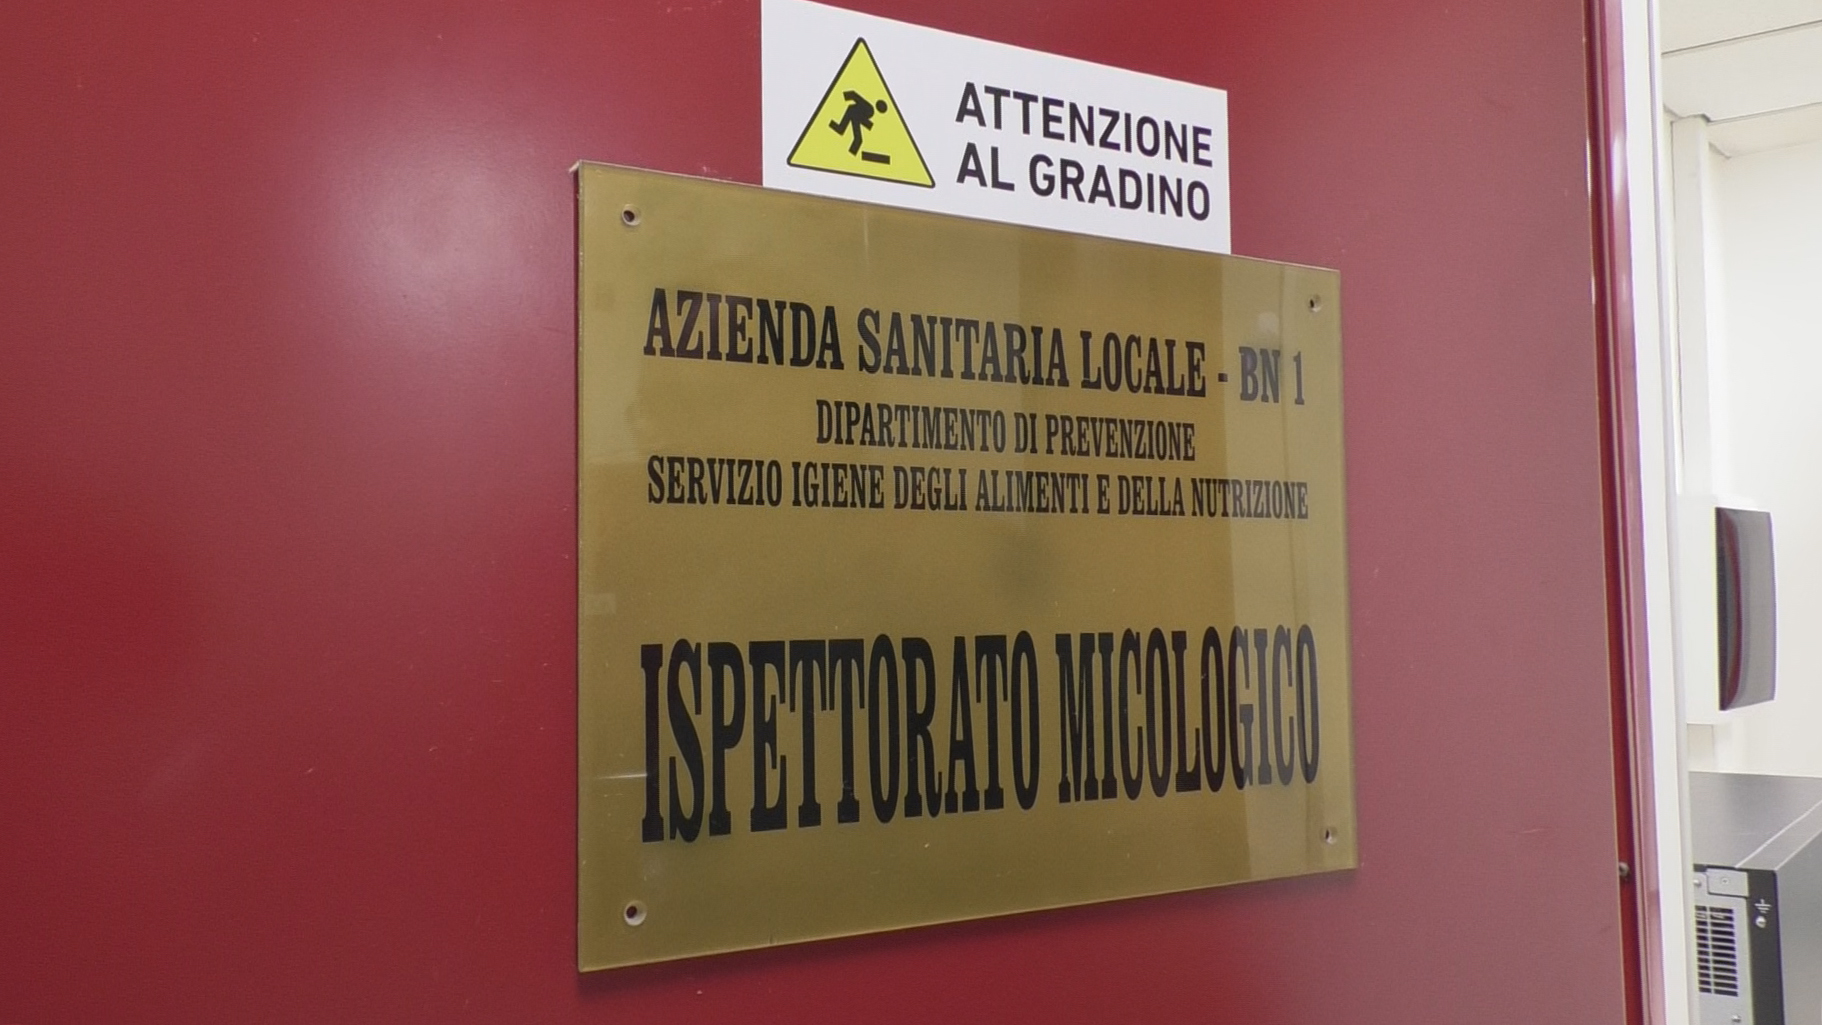 ATTENZIONE
AL GRADINO
AZIENDA SANITARIA LOCALE - BN 1
DIPARTIMENTO DI PREVENZIONE
SERVIZIO IGIENE DEGLI ALIMENTI E DELLA NUTRIZIONE
ISPETTORATO MICOLOGICO